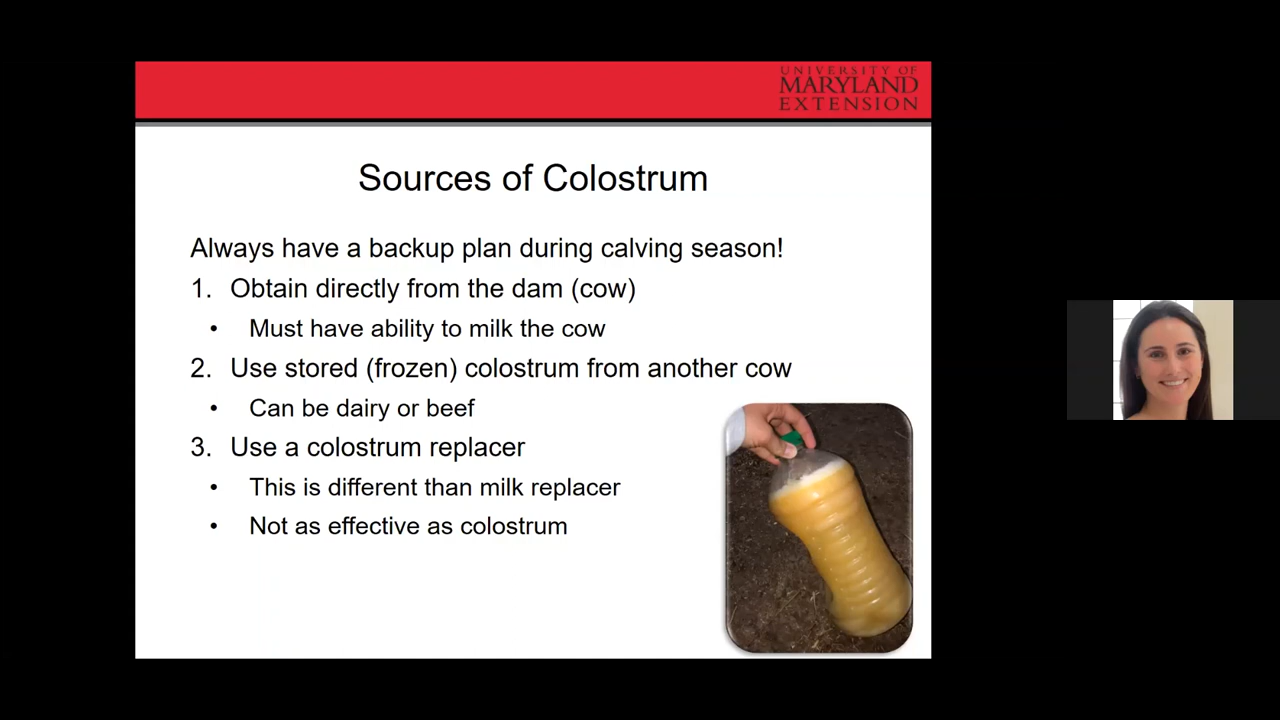 UNIVERSITY OF
MARYLAND
EXTENSION
Sources of Colostrum
Always have a backup plan during calving season!
1. Obtain directly from the dam (cow)
• Must have ability to milk the cow
2. Use stored (frozen) colostrum from another cow
• Can be dairy or beef
3. Use a colostrum replacer
• This is different than milk replacer
• Not as effective as colostrum